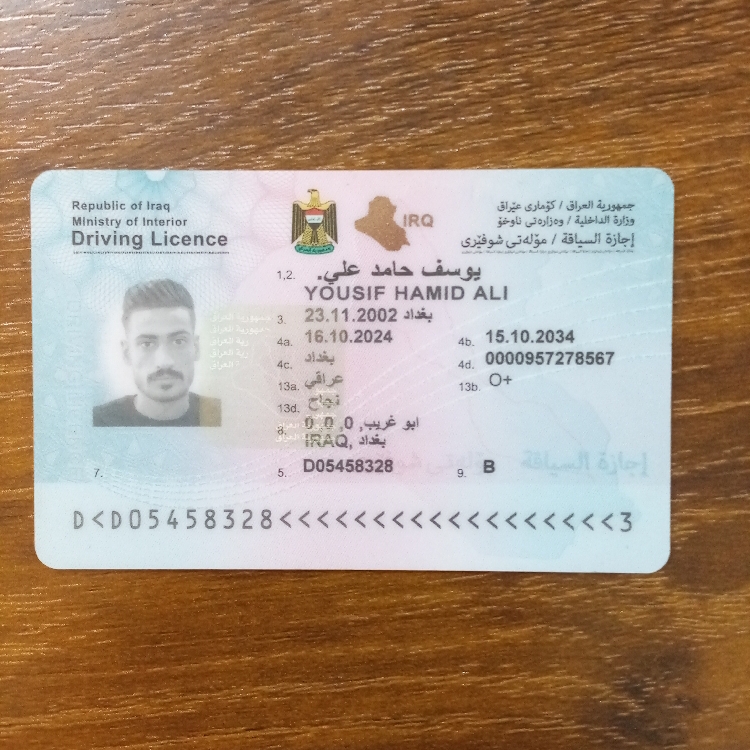 Republic of Iraq
Ministry of Interior
Driving Licence
IRQ
جمهورية العراق / كۆماری عێراق
وزارة الداخلية / وەزارەتی ناوخۆ
إجازة السياقة / مۆڵەتی شوفێری
1,2. يوسف حامد علي.
YOUSIF HAMID ALI
3. 23.11.2002 بغداد
4a. 16.10.2024 4b. 15.10.2034
4c. بغداد 4d. 0000957278567
13a. عراقي 13b. O+
13d. نجاح
8. ابو غريب, 0, 0, 0
IRAQ, بغداد
7. 5. D05458328 9. B
إجازة السياقة
D<D05458328<<<<<<<<<<<<<<<<<<<3